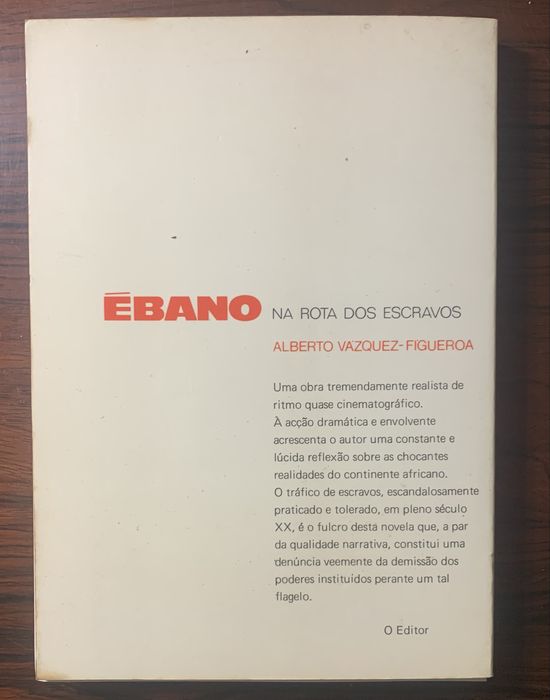 ÉBANO NA ROTA DOS ESCRAVOS
ALBERTO VÁZQUEZ-FIGUEROA
Uma obra tremendamente realista de
ritmo quase cinematográfico.
À acção dramática e envolvente
acrescenta o autor uma constante e
lúcida reflexão sobre as chocantes
realidades do continente africano.
O tráfico de escravos, escandalosamente
praticado e tolerado, em pleno século
XX, é o fulcro desta novela que, a par
da qualidade narrativa, constitui uma
denúncia veemente da demissão dos
poderes instituídos perante um tal
flagelo.
O Editor